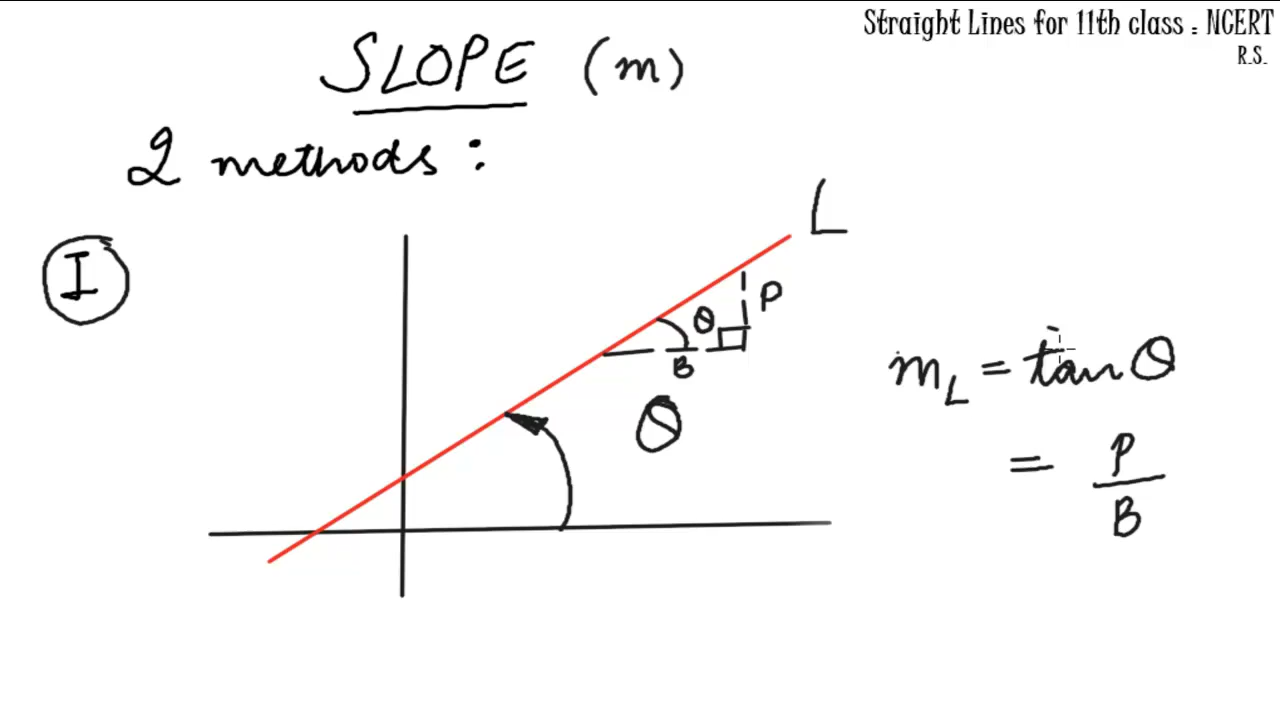 Straight Lines for 11th class : NCERT
R.S.
SLOPE (m)
2 methods :
I
L
P
θ
B
θ
m_L = tan θ
= P/B